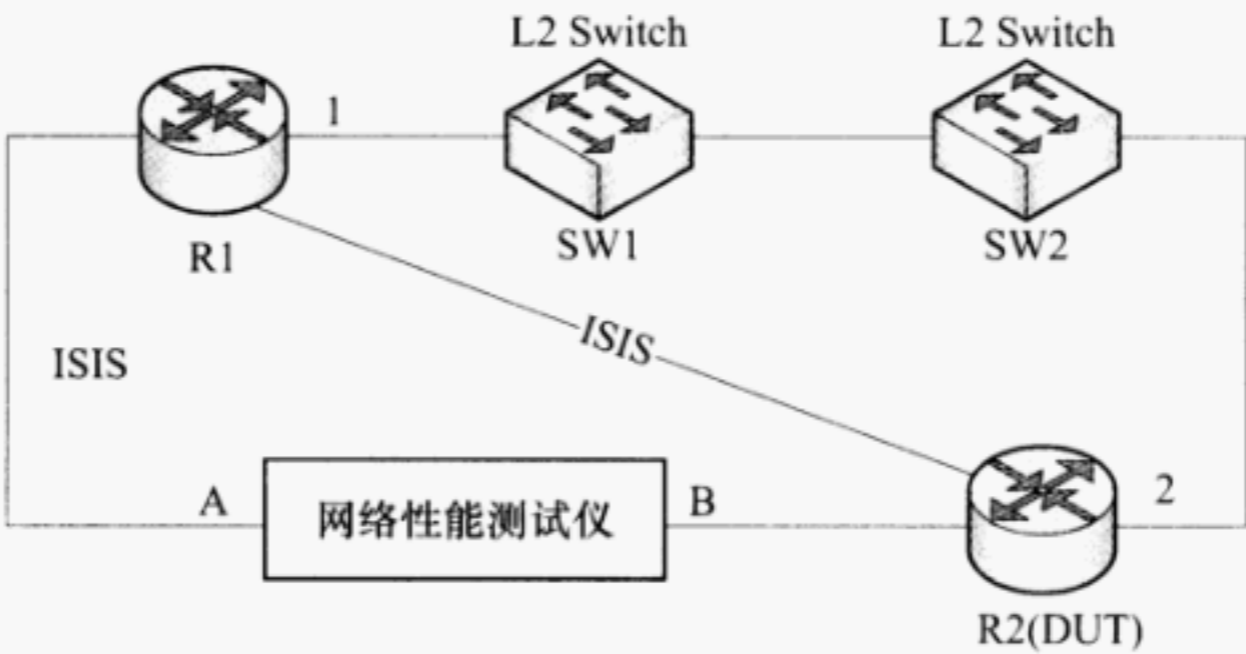 L2 Switch
L2 Switch
1
R1
SW1
SW2
ISIS
ISIS
A
网络性能测试仪
B
2
R2(DUT)